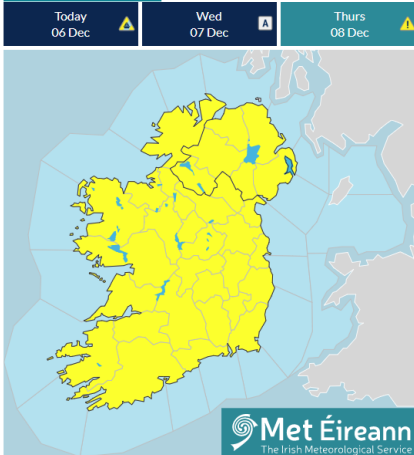 Today
06 Dec
Wed
07 Dec
A
Thurs
08 Dec
!
Met Éireann
The Irish Meteorological Service